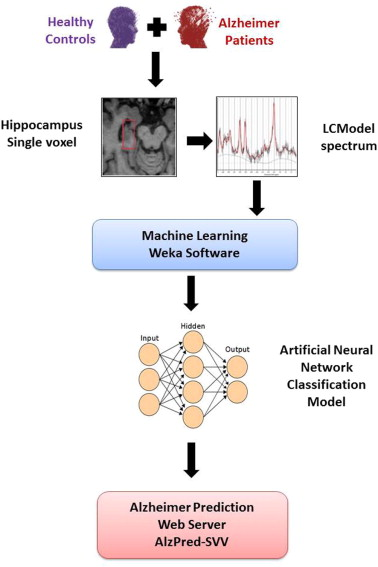 Healthy
Controls
Alzheimer
Patients
Hippocampus
Single voxel
LCModel
spectrum
Machine Learning
Weka Software
Input
Hidden
Output
Artificial Neural
Network
Classification
Model
Alzheimer Prediction
Web Server
AlzPred-SVV